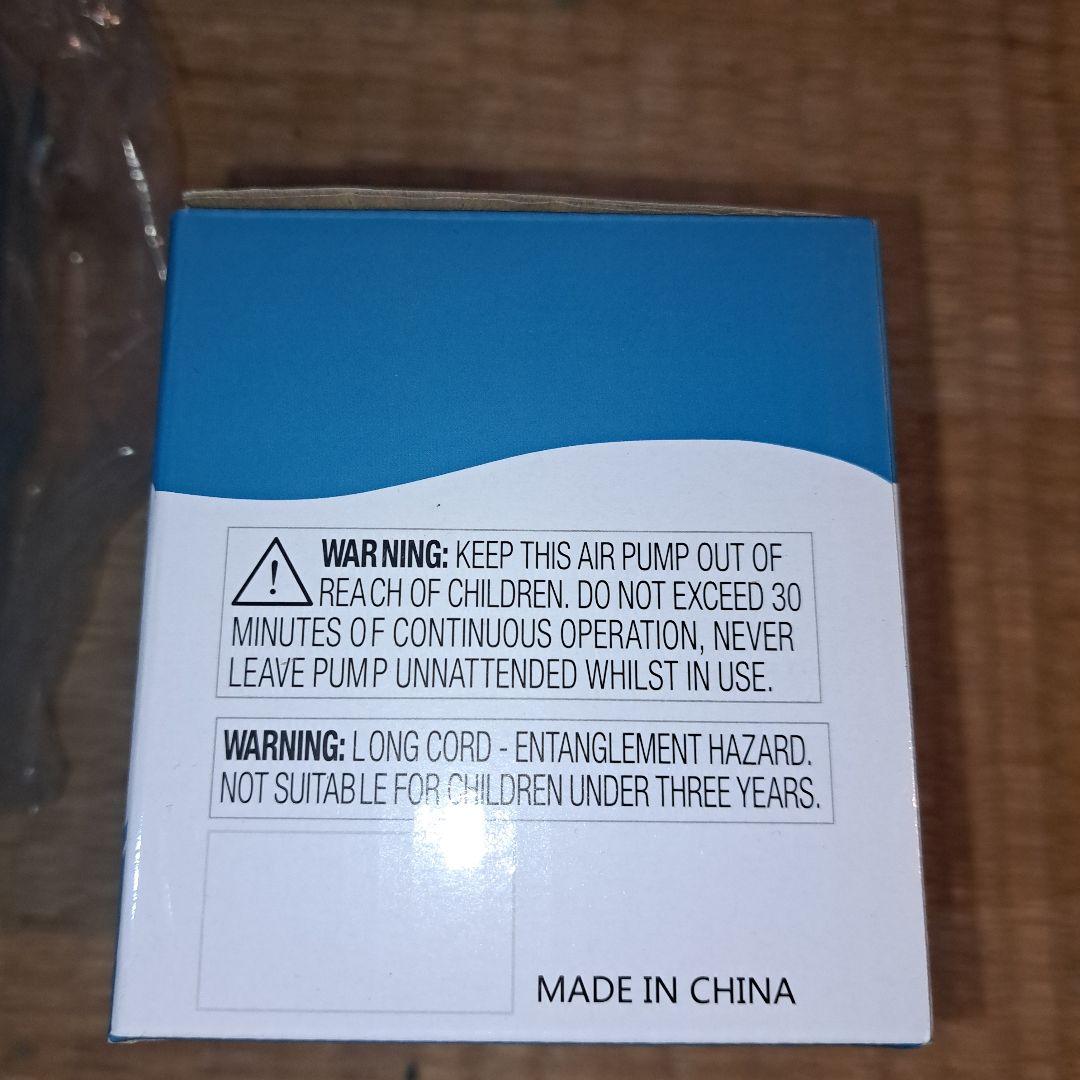 WARNING: KEEP THIS AIR PUMP OUT OF
REACH OF CHILDREN. DO NOT EXCEED 30
MINUTES OF CONTINUOUS OPERATION, NEVER
LEAVE PUMP UNNATTENDED WHILST IN USE.
WARNING: LONG CORD - ENTANGLEMENT HAZARD.
NOT SUITABLE FOR CHILDREN UNDER THREE YEARS.
MADE IN CHINA